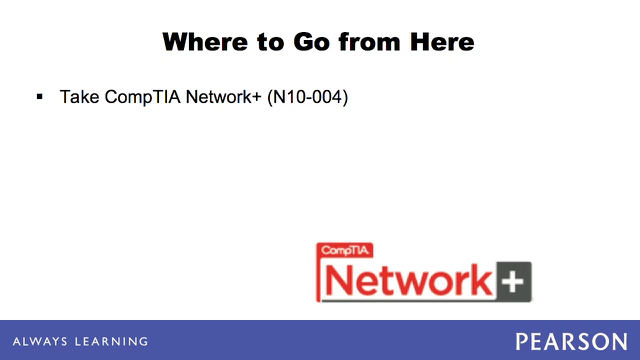 Where to Go from Here
▪ Take CompTIA Network+ (N10-004)
CompTIA
Network+
ALWAYS LEARNING
PEARSON